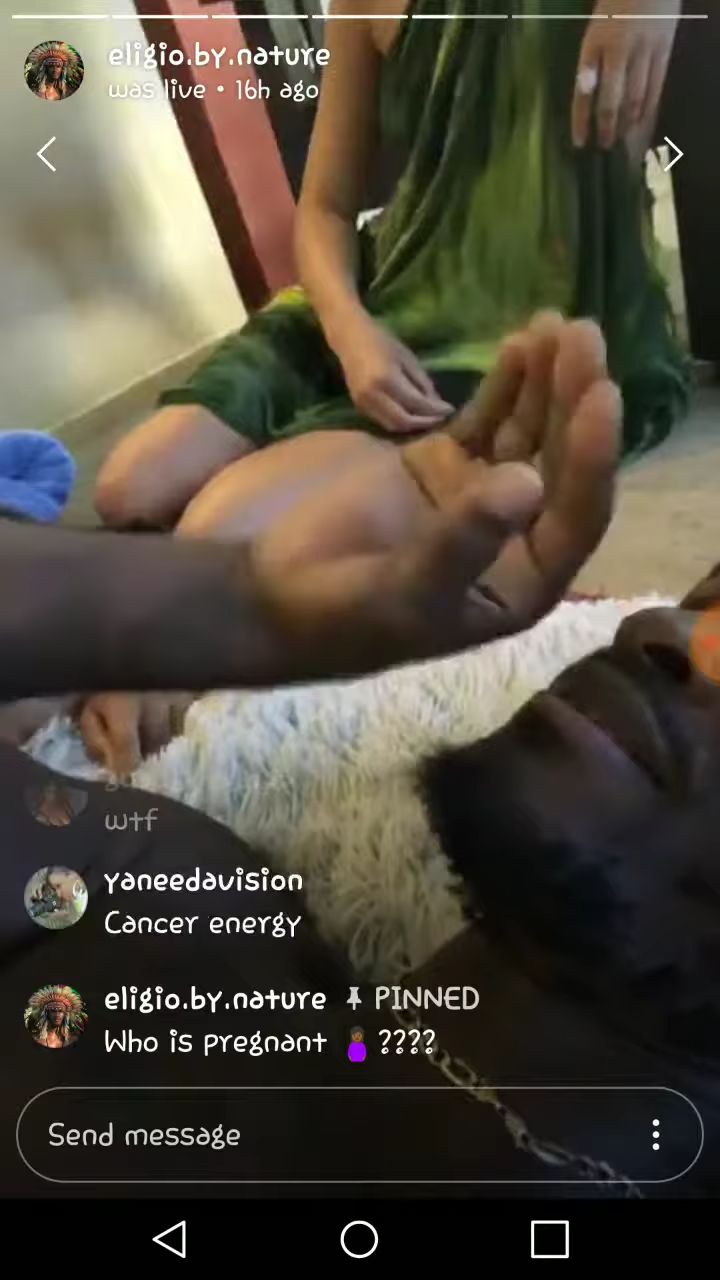 eligio.by.nature
was live • 16h ago
wtf
yaneedavision
Cancer energy
eligio.by.nature PINNED
Who is pregnant 🤰🏾 ????
Send message